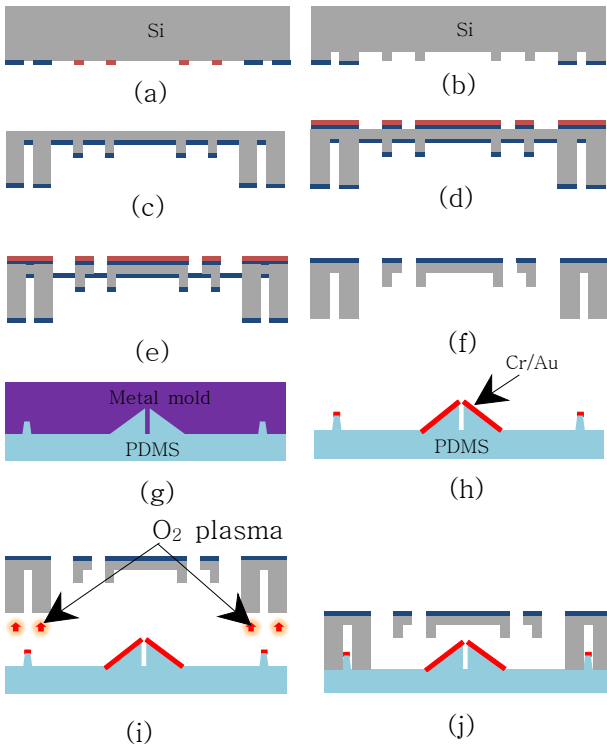 Si
Si
(a)
(b)
(c)
(d)
(e)
(f)
Cr/Au
Metal mold
PDMS
PDMS
(g)
(h)
O₂ plasma
(i)
(j)